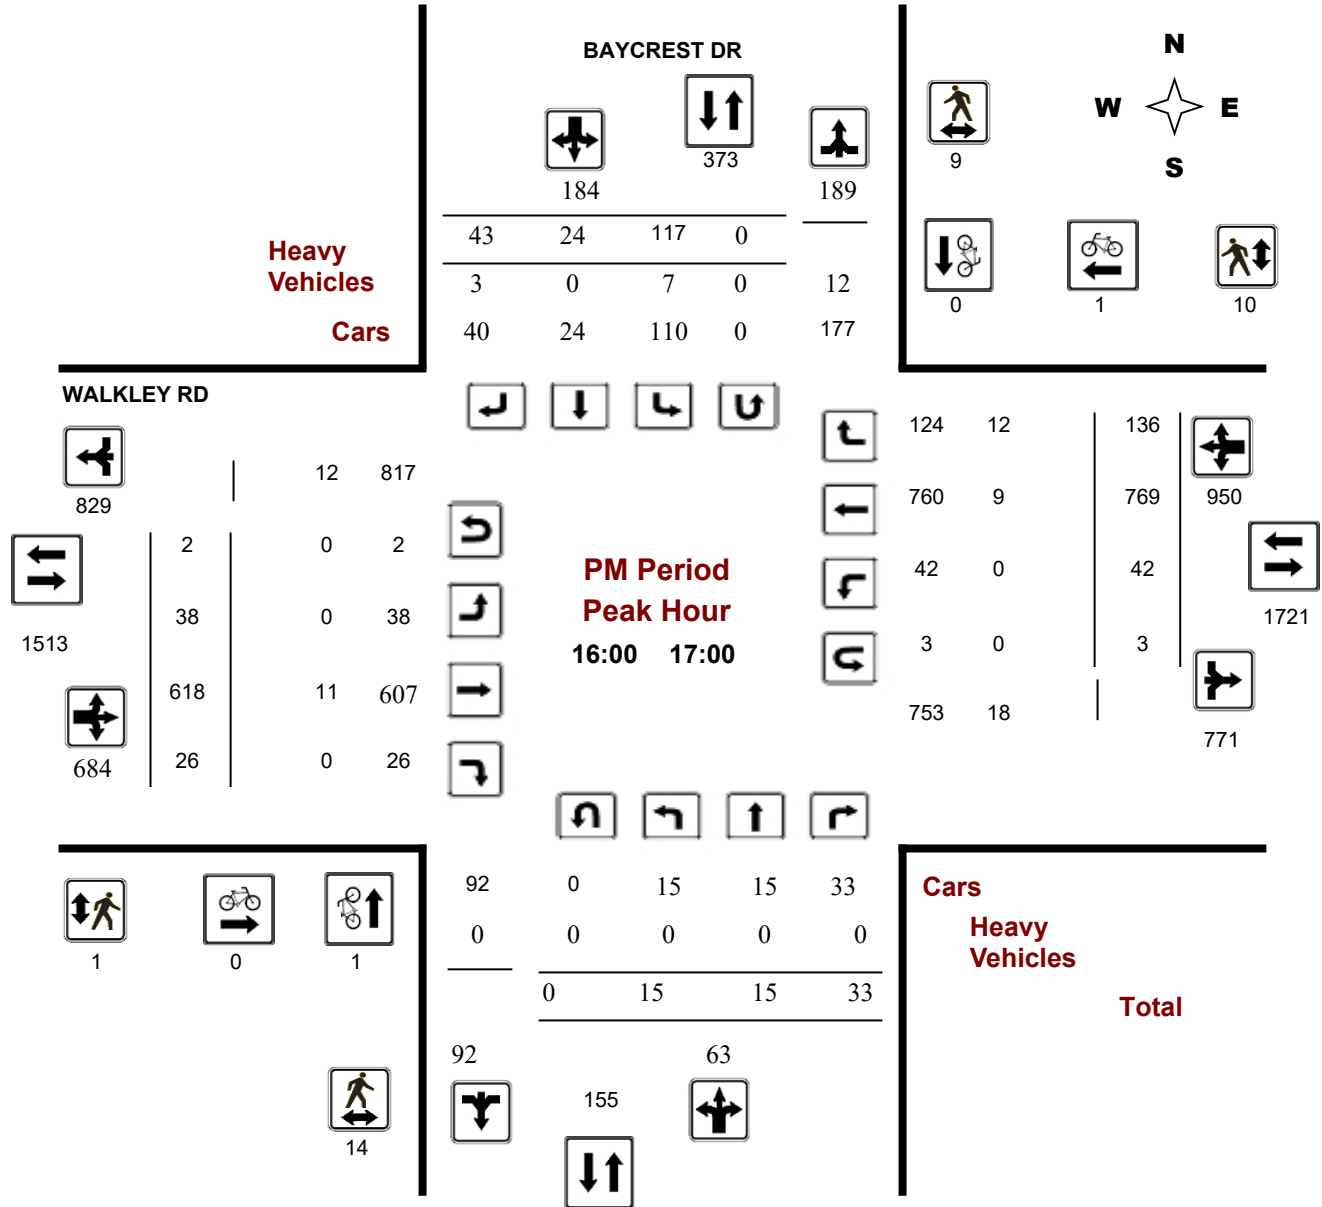 BAYCREST DR
N
W E
S
373
184
189
9
43 24 117 0
Heavy
Vehicles
3 0 7 0 12
Cars
40 24 110 0 177
0 1 10
WALKLEY RD
829
12 817
2 0 2
38 0 38
1513
618 11 607
684
26 0 26
PM Period
Peak Hour
16:00 17:00
124 12 136
760 9 769
950
42 0 42
3 0 3
1721
753 18
771
92 0 15 15 33
Cars
0 0 0 0 0
Heavy
Vehicles
0 15 15 33
Total
1 0 1
92 63
155
14